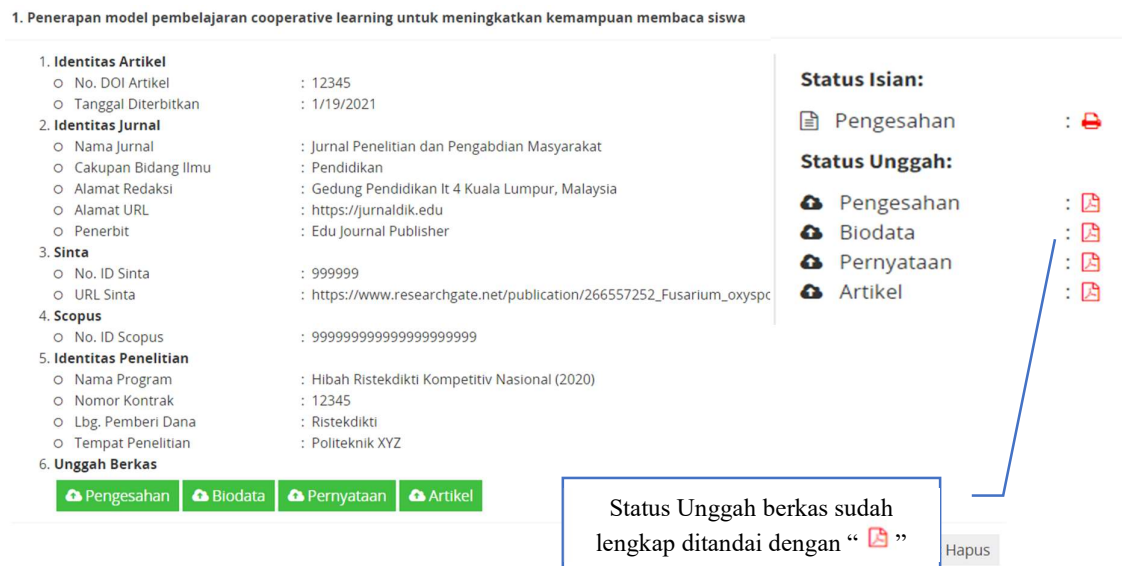 1. Penerapan model pembelajaran cooperative learning untuk meningkatkan kemampuan membaca siswa
1. Identitas Artikel
No. DOI Artikel : 12345
Tanggal Diterbitkan : 1/19/2021
2. Identitas Jurnal
Nama Jurnal : Jurnal Penelitian dan Pengabdian Masyarakat
Cakupan Bidang Ilmu : Pendidikan
Alamat Redaksi : Gedung Pendidikan lt 4 Kuala Lumpur, Malaysia
Alamat URL : https://jurnaldik.edu
Penerbit : Edu Journal Publisher
3. Sinta
No. ID Sinta : 999999
URL Sinta : https://www.researchgate.net/publication/266557252_Fusarium_oxyspo
4. Scopus
No. ID Scopus : 999999999999999999999
5. Identitas Penelitian
Nama Program : Hibah Ristekdikti Kompetitiv Nasional (2020)
Nomor Kontrak : 12345
Lbg. Pemberi Dana : Ristekdikti
Tempat Penelitian : Politeknik XYZ
6. Unggah Berkas
Pengesahan Biodata Pernyataan Artikel
Status Isian:
Pengesahan :
Status Unggah:
Pengesahan :
Biodata :
Pernyataan :
Artikel :
Status Unggah berkas sudah
lengkap ditandai dengan “ ”
Hapus